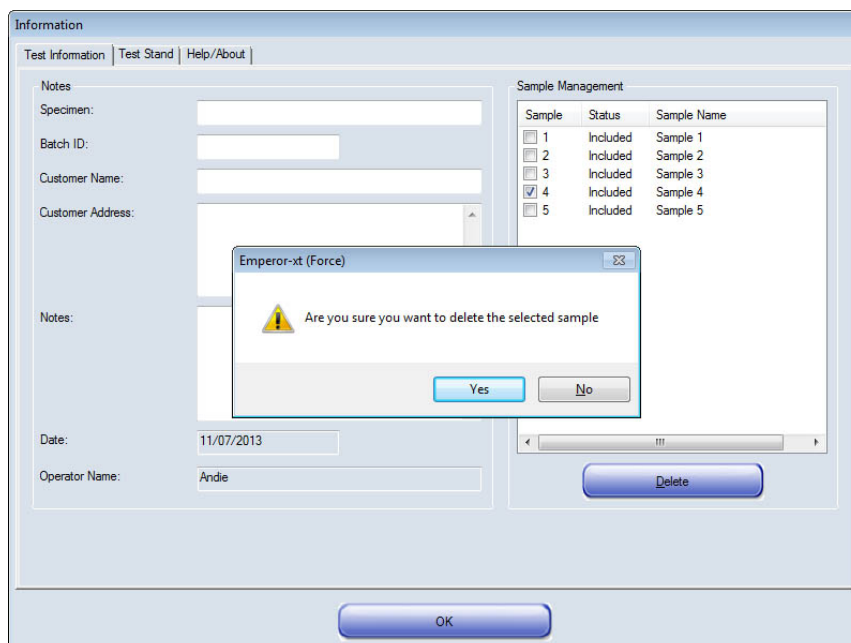 Information
Test Information Test Stand Help/About
Notes
Specimen:
Batch ID:
Customer Name:
Customer Address:
Notes:
Date: 11/07/2013
Operator Name: Andie
Sample Management
Sample Status Sample Name
1 Included Sample 1
2 Included Sample 2
3 Included Sample 3
4 Included Sample 4
5 Included Sample 5
Delete
Emperor-xt (Force)
Are you sure you want to delete the selected sample
Yes No
OK